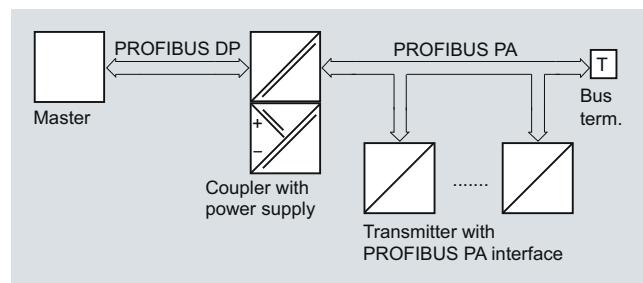 PROFIBUS DP
PROFIBUS PA
T
Master
Bus
term.
+
−
Coupler with
power supply
.......
Transmitter with
PROFIBUS PA interface